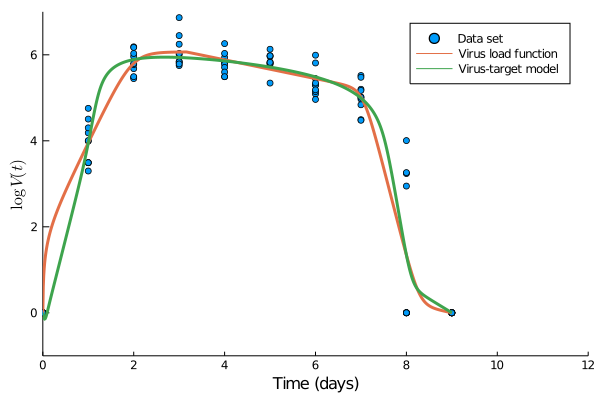 Data set
Virus load function
Virus-target model
log V(t)
6
4
2
0
0 2 4 6 8 10 12
Time (days)